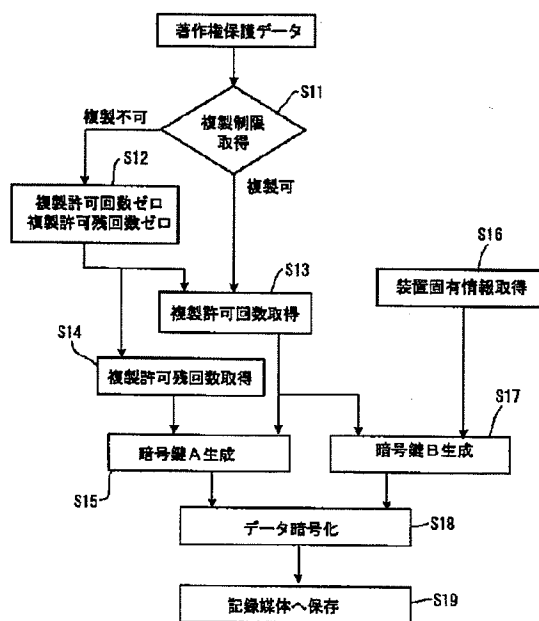 著作権保護データ
S11
複製不可
複製制限
取得
S12
複製可
複製許可回数ゼロ
複製許可残回数ゼロ
S16
S13
装置固有情報取得
複製許可回数取得
S14
複製許可残回数取得
S17
暗号鍵A生成
暗号鍵B生成
S15
データ暗号化
S18
記録媒体へ保存
S19